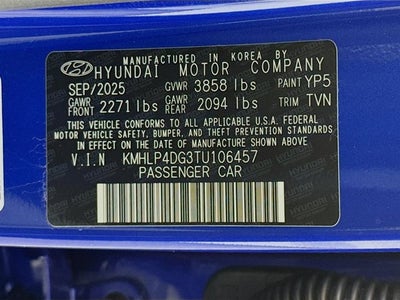 MANUFACTURED IN KOREA BY
HYUNDAI MOTOR COMPANY
SEP/2025 GVWR 3858 lbs PAINT YP5
GAWR FRONT 2271 lbs GAWR REAR 2094 lbs TRIM TVN
THIS VEHICLE CONFORMS TO ALL APPLICABLE U.S. FEDERAL
MOTOR VEHICLE SAFETY, BUMPER, AND THEFT PREVENTION STANDARDS
IN EFFECT ON THE DATE OF MANUFACTURE SHOWN ABOVE.
V.I.N KMHLP4DG3TU106457
PASSENGER CAR